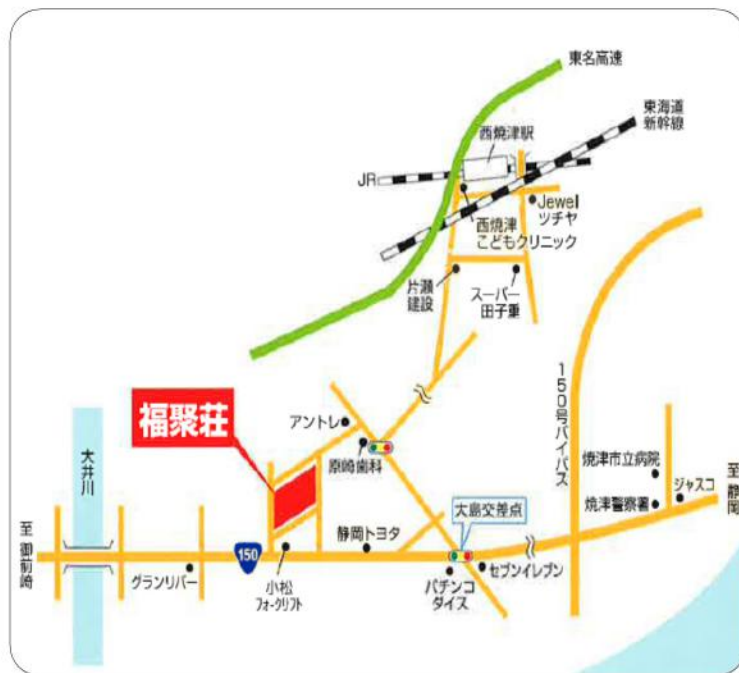 東名高速
東海道
新幹線
西焼津駅
JR
Jewel
ツチヤ
西焼津
こどもクリニック
片瀬
建設
スーパー
田子重
150号バイパス
福聚荘
アントレ
原崎歯科
大井川
焼津市立病院
ジャスコ
至 静岡
焼津警察署
大島交差点
静岡トヨタ
至 御前崎
150
グランリバー
小松
フォークリフト
パチンコ
ダイス
セブンイレブン